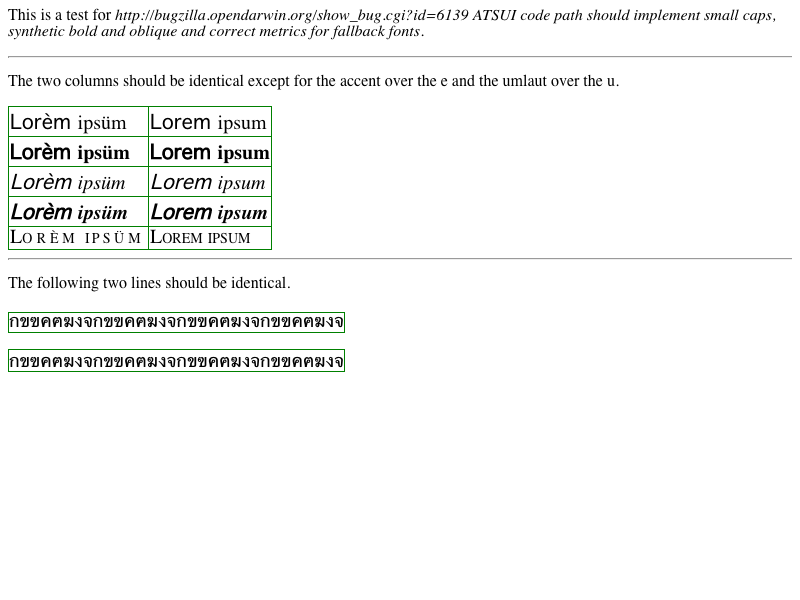 This is a test for http://bugzilla.opendarwin.org/show_bug.cgi?id=6139 ATSUI code path should implement small caps,
synthetic bold and oblique and correct metrics for fallback fonts.
The two columns should be identical except for the accent over the e and the umlaut over the u.
Lorèm ipsüm Lorem ipsum
Lorèm ipsüm Lorem ipsum
Lorèm ipsüm Lorem ipsum
Lorèm ipsüm Lorem ipsum
LORÈM IPSÜM LOREM IPSUM
The following two lines should be identical.
กขฃคฅฆงจกขฃคฅฆงจกขฃคฅฆงจกขฃคฅฆงจ
กขฃคฅฆงจกขฃคฅฆงจกขฃคฅฆงจกขฃคฅฆงจ